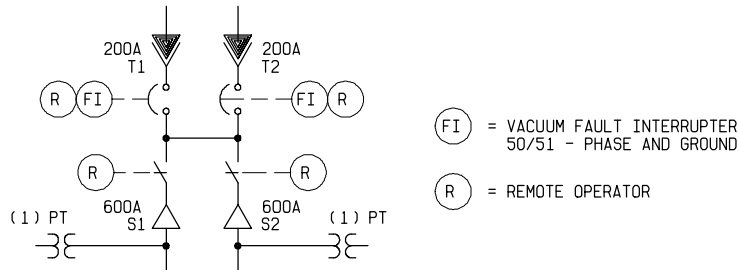 200A
T1
200A
T2
R
FI
FI
R
FI
= VACUUM FAULT INTERRUPTER
50/51 - PHASE AND GROUND
R
R
R
= REMOTE OPERATOR
(1) PT
600A
S1
600A
S2
(1) PT